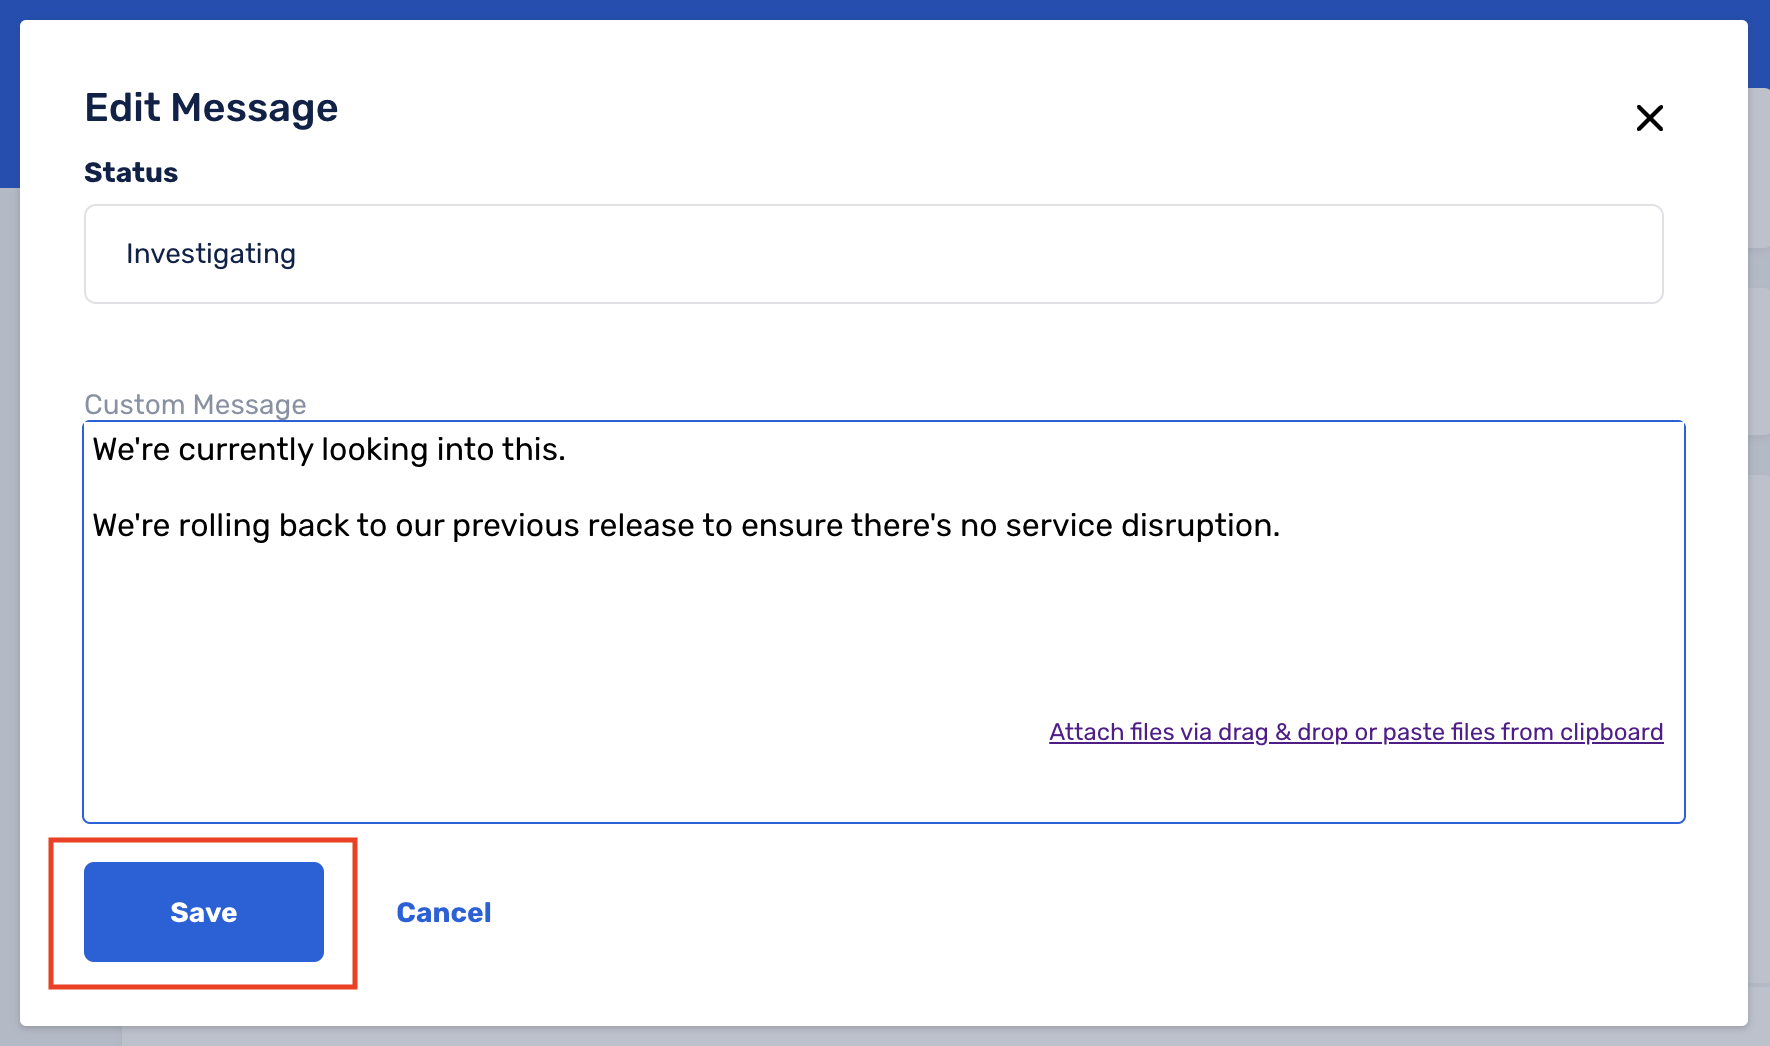 Edit Message
Status
Investigating
Custom Message
We're currently looking into this.
We're rolling back to our previous release to ensure there's no service disruption.
Attach files via drag & drop or paste files from clipboard
Save
Cancel